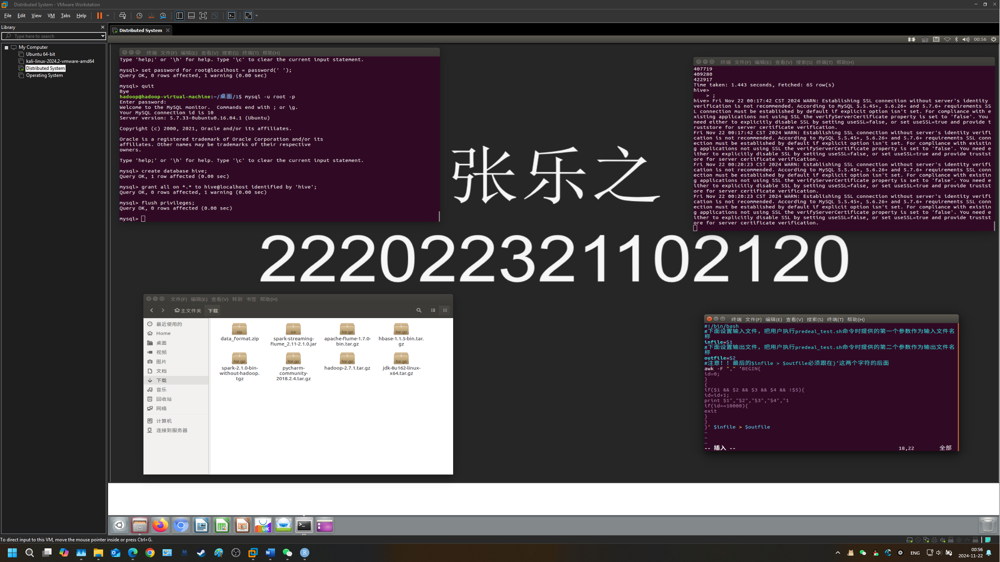 Distributed System - VMware Workstation
File Edit View VM Tabs Help
Library
Type here to search
My Computer
Ubuntu 64-bit
kali-linux-2024.2-vmware-amd64
Distributed System
Operating System
Distributed System
00:56
终端 文件(F) 编辑(E) 查看(V) 搜索(S) 终端(T) 帮助(H)
Type 'help;' or '\h' for help. Type '\c' to clear the current input statement.
mysql> set password for root@localhost = password(' ');
Query OK, 0 rows affected, 1 warning (0.00 sec)
mysql> quit
Bye
hadoop@hadoop-virtual-machine:~/桌面/1$ mysql -u root -p
Enter password:
Welcome to the MySQL monitor.  Commands end with ; or \g.
Your MySQL connection id is 10
Server version: 5.7.33-0ubuntu0.16.04.1 (Ubuntu)
Copyright (c) 2000, 2021, Oracle and/or its affiliates.
Oracle is a registered trademark of Oracle Corporation and/or its
affiliates. Other names may be trademarks of their respective
owners.
Type 'help;' or '\h' for help. Type '\c' to clear the current input statement.
mysql> create database hive;
Query OK, 1 row affected (0.00 sec)
mysql> grant all on *.* to hive@localhost identified by 'hive';
Query OK, 0 rows affected, 1 warning (0.00 sec)
mysql> flush privileges;
Query OK, 0 rows affected (0.00 sec)
mysql>
终端 文件(F) 编辑(E) 查看(V) 搜索(S) 终端(T) 帮助(H)
407719
409280
422917
Time taken: 1.443 seconds, Fetched: 65 row(s)
hive>
    > ;
hive> Fri Nov 22 00:17:42 CST 2024 WARN: Establishing SSL connection without server's identity
verification is not recommended. According to MySQL 5.5.45+, 5.6.26+ and 5.7.6+ requirements SS
L connection must be established by default if explicit option isn't set. For compliance with e
xisting applications not using SSL the verifyServerCertificate property is set to 'false'. You
need either to explicitly disable SSL by setting useSSL=false, or set useSSL=true and provide t
ruststore for server certificate verification.
Fri Nov 22 00:17:42 CST 2024 WARN: Establishing SSL connection without server's identity verifi
cation is not recommended. According to MySQL 5.5.45+, 5.6.26+ and 5.7.6+ requirements SSL conn
ection must be established by default if explicit option isn't set. For compliance with existin
g applications not using SSL the verifyServerCertificate property is set to 'false'. You need e
ither to explicitly disable SSL by setting useSSL=false, or set useSSL=true and provide trustst
ore for server certificate verification.
Fri Nov 22 00:20:23 CST 2024 WARN: Establishing SSL connection without server's identity verifi
cation is not recommended. According to MySQL 5.5.45+, 5.6.26+ and 5.7.6+ requirements SSL conn
ection must be established by default if explicit option isn't set. For compliance with existin
g applications not using SSL the verifyServerCertificate property is set to 'false'. You need e
ither to explicitly disable SSL by setting useSSL=false, or set useSSL=true and provide trustst
ore for server certificate verification.
Fri Nov 22 00:20:23 CST 2024 WARN: Establishing SSL connection without server's identity verifi
cation is not recommended. According to MySQL 5.5.45+, 5.6.26+ and 5.7.6+ requirements SSL conn
ection must be established by default if explicit option isn't set. For compliance with existin
g applications not using SSL the verifyServerCertificate property is set to 'false'. You need e
ither to explicitly disable SSL by setting useSSL=false, or set useSSL=true and provide trustst
ore for server certificate verification.
张乐之
222022321102120
文件(F) 编辑(E) 查看(V) 转到 书签 帮助(H)
主文件夹 下载
最近使用的
Home
桌面
视频
图片
文档
下载
音乐
回收站
网络
计算机
连接到服务器
zip
data_format.zip
jar
spark-streaming-
flume_2.11-2.1.0.jar
tar.gz
apache-flume-1.7.0-
bin.tar.gz
tar.gz
hbase-1.1.5-bin.tar.
gz
tar.gz
spark-2.1.0-bin-
without-hadoop.
tgz
tar.gz
pycharm-
community-
2018.2.4.tar.gz
tar.gz
hadoop-2.7.1.tar.gz
tar.gz
jdk-8u162-linux-
x64.tar.gz
终端 文件(F) 编辑(E) 查看(V) 搜索(S) 终端(T) 帮助(H)
#!/bin/bash
#下面设置输入文件，把用户执行predeal_test.sh命令时提供的第一个参数作为输入文件名
称
infile=$1
#下面设置输出文件，把用户执行predeal_test.sh命令时提供的第二个参数作为输出文件名
称
outfile=$2
#注意！！最后的$infile > $outfile必须跟在}’这两个字符的后面
awk -F "," 'BEGIN{
id=0;
}
{
if($1 && $2 && $3 && $4 && !$5){
id=id+1;
print $1","$2","$3","$4","1
if(id==10000){
exit
}
}
}' $infile > $outfile
~
~
~
-- 插入 -- 18,22 全部
UK
To direct input to this VM, move the mouse pointer inside or press Ctrl+G.
ENG
00:56
2024-11-22